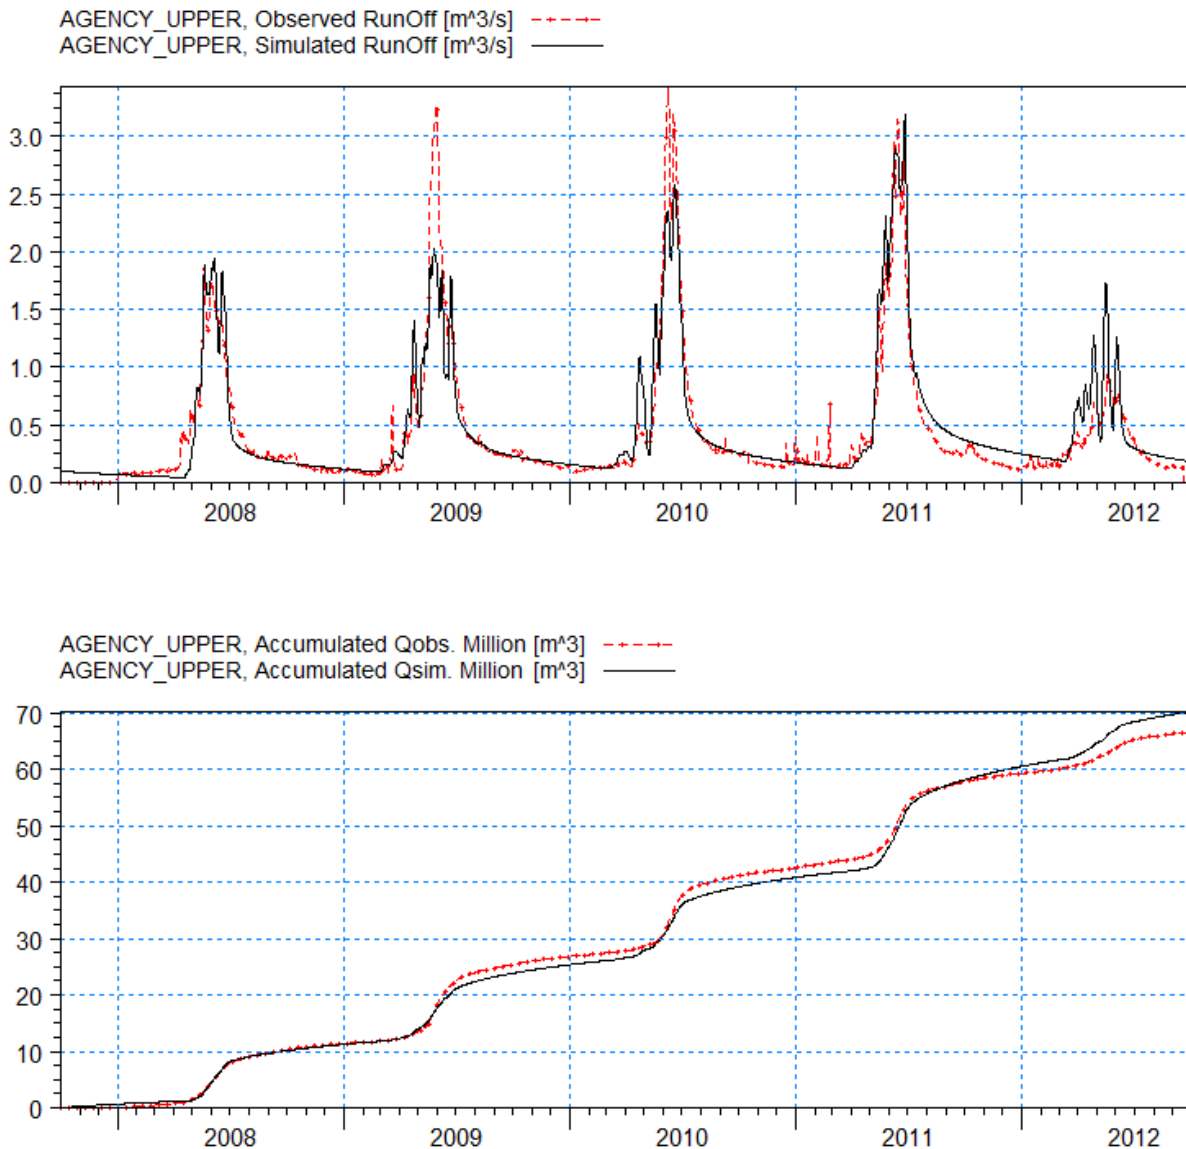 AGENCY_UPPER, Observed RunOff [m^3/s]
AGENCY_UPPER, Simulated RunOff [m^3/s]
3.0
2.5
2.0
1.5
1.0
0.5
0.0
2008 2009 2010 2011 2012
AGENCY_UPPER, Accumulated Qobs. Million [m^3]
AGENCY_UPPER, Accumulated Qsim. Million [m^3]
70
60
50
40
30
20
10
0
2008 2009 2010 2011 2012